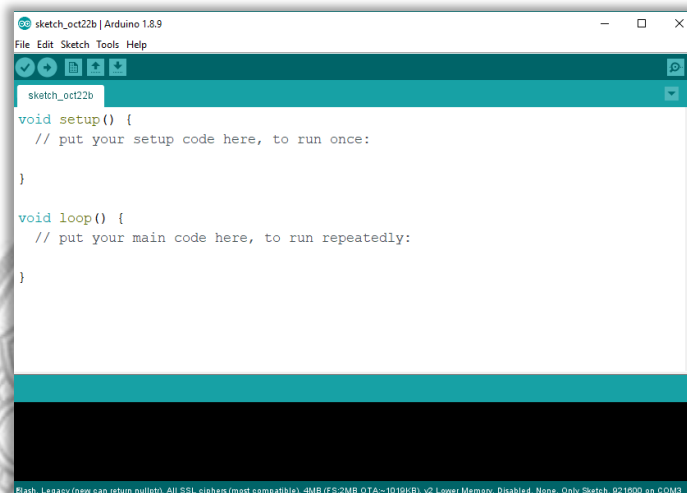 sketch_oct22b | Arduino 1.8.9
File Edit Sketch Tools Help
sketch_oct22b
void setup() {
  // put your setup code here, to run once:
}
void loop() {
  // put your main code here, to run repeatedly:
}
Flash, Legacy (new can return nullptr), All SSL ciphers (most compatible), 4MB (FS:2MB OTA:~1019KB), v2 Lower Memory, Disabled, None, Only Sketch, 921600 on COM3